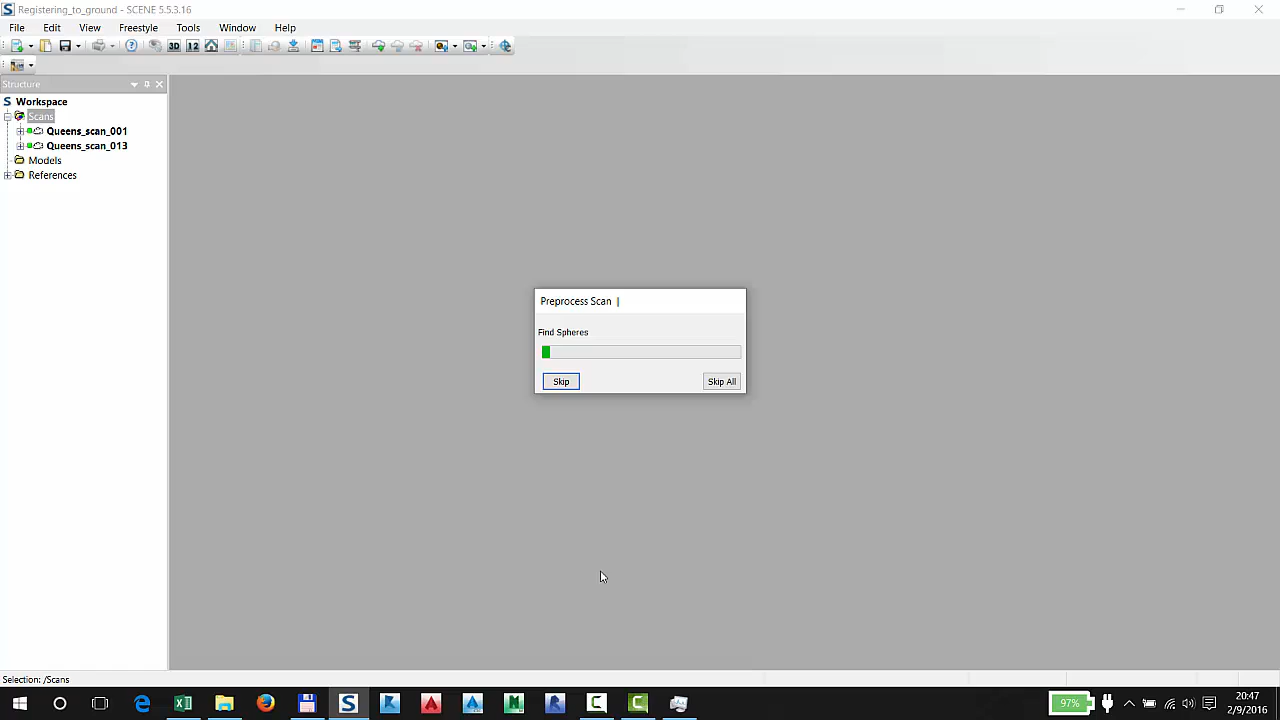 Registering_to_ground - SCENE 5.5.3.16
File Edit View Freestyle Tools Window Help
Structure
Workspace
Scans
Queens_scan_001
Queens_scan_013
Models
References
Preprocess Scan |
Find Spheres
Skip Skip All
Selection: /Scans
97%
20:47
2/9/2016